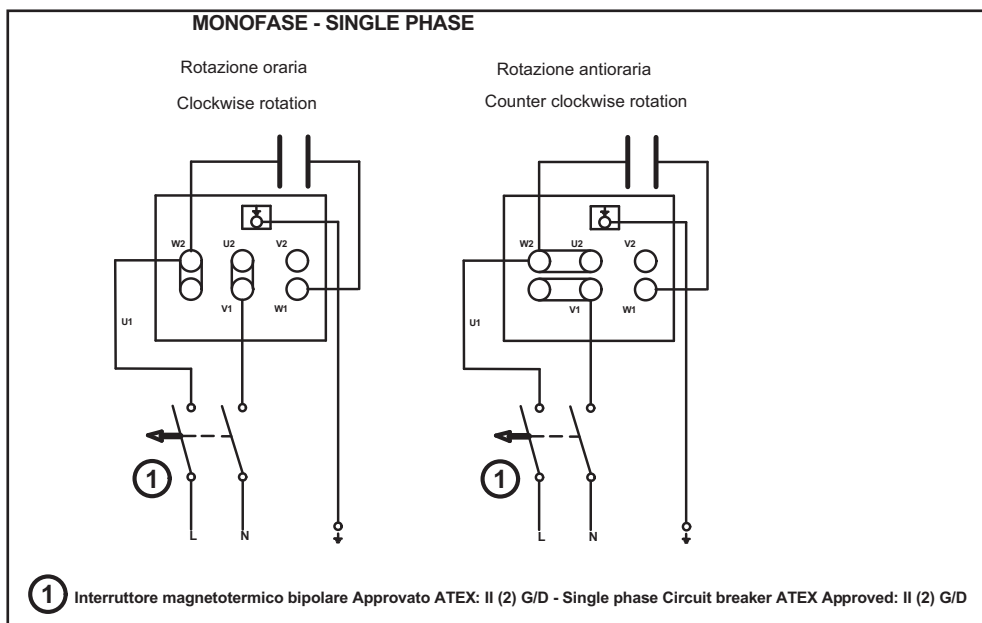 MONOFASE - SINGLE PHASE
Rotazione oraria
Clockwise rotation
W2 U2 V2
V1 W1
U1
1
L N
Rotazione antioraria
Counter clockwise rotation
W2 U2 V2
V1 W1
U1
1
L N
1 Interruttore magnetotermico bipolare Approvato ATEX: II (2) G/D - Single phase Circuit breaker ATEX Approved: II (2) G/D